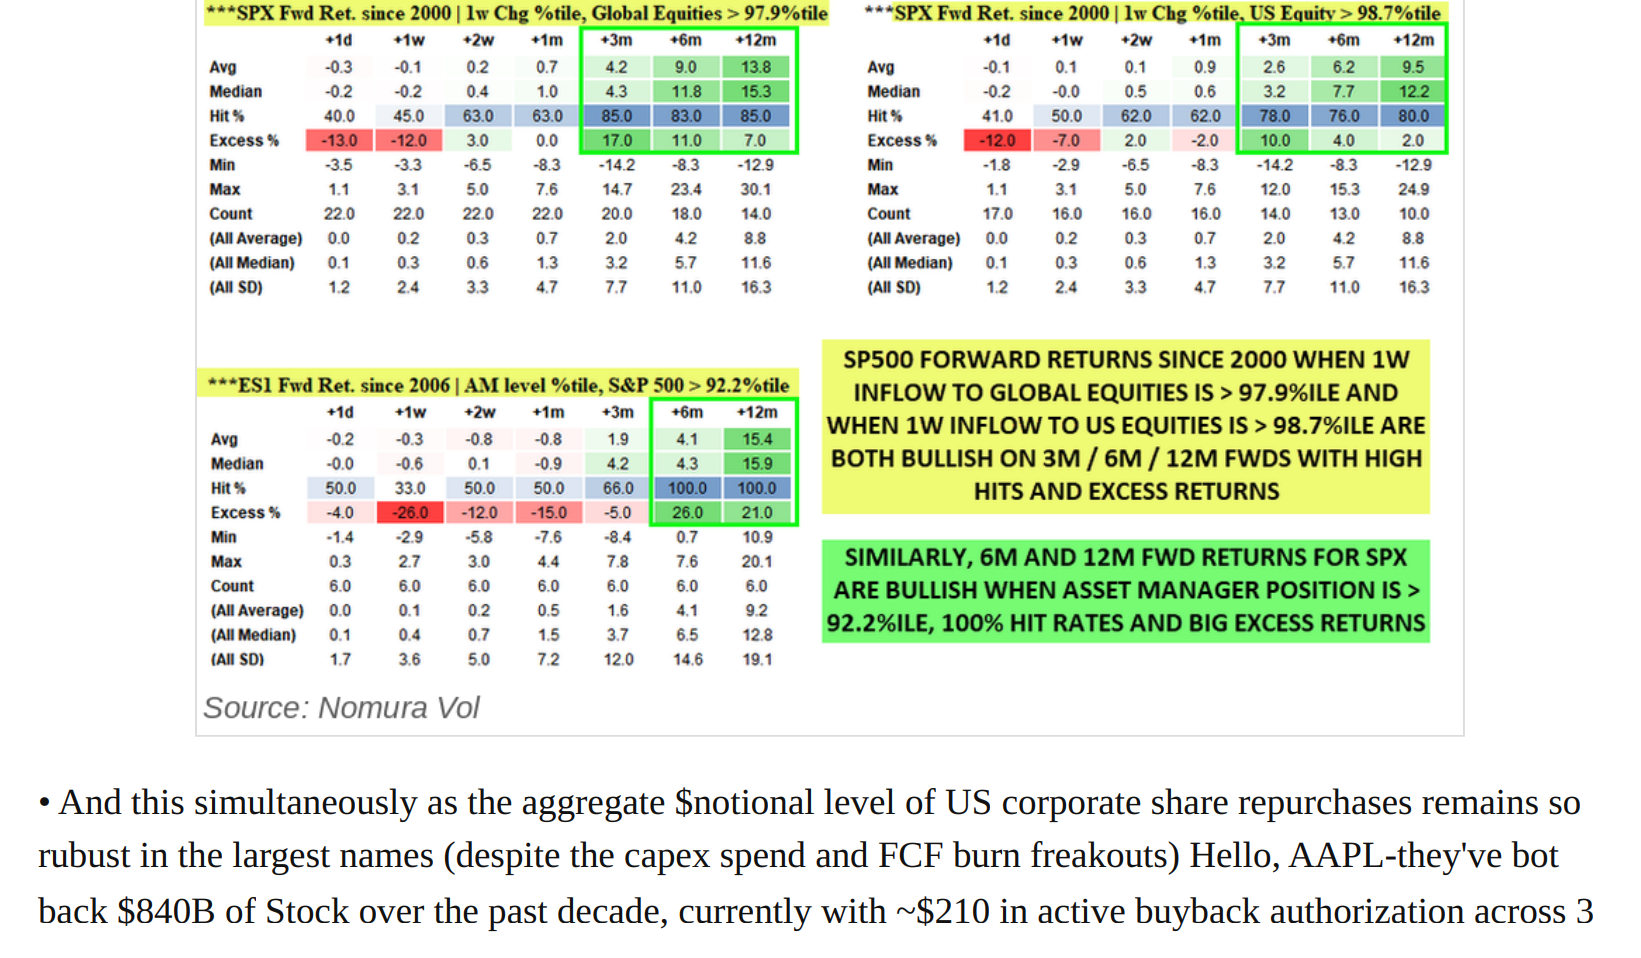 ***SPX Fwd Ret. since 2000 | 1w Chg %tile, Global Equities > 97.9%tile
+1d +1w +2w +1m +3m +6m +12m
Avg -0.3 -0.1 0.2 0.7 4.2 9.0 13.8
Median -0.2 -0.2 0.4 1.0 4.3 11.8 15.3
Hit % 40.0 45.0 63.0 63.0 85.0 83.0 85.0
Excess % -13.0 -12.0 3.0 0.0 17.0 11.0 7.0
Min -3.5 -3.3 -6.5 -8.3 -14.2 -8.3 -12.9
Max 1.1 3.1 5.0 7.6 14.7 23.4 30.1
Count 22.0 22.0 22.0 22.0 20.0 18.0 14.0
(All Average) 0.0 0.2 0.3 0.7 2.0 4.2 8.8
(All Median) 0.1 0.3 0.6 1.3 3.2 5.7 11.6
(All SD) 1.2 2.4 3.3 4.7 7.7 11.0 16.3
***SPX Fwd Ret. since 2000 | 1w Chg %tile, US Equity > 98.7%tile
+1d +1w +2w +1m +3m +6m +12m
Avg -0.1 0.1 0.1 0.9 2.6 6.2 9.5
Median -0.2 -0.0 0.5 0.6 3.2 7.7 12.2
Hit % 41.0 50.0 62.0 62.0 78.0 76.0 80.0
Excess % -12.0 -7.0 2.0 -2.0 10.0 4.0 2.0
Min -1.8 -2.9 -6.5 -8.3 -14.2 -8.3 -12.9
Max 1.1 3.1 5.0 7.6 12.0 15.3 24.9
Count 17.0 16.0 16.0 16.0 14.0 13.0 10.0
(All Average) 0.0 0.2 0.3 0.7 2.0 4.2 8.8
(All Median) 0.1 0.3 0.6 1.3 3.2 5.7 11.6
(All SD) 1.2 2.4 3.3 4.7 7.7 11.0 16.3
***ES1 Fwd Ret. since 2006 | AM level %tile, S&P 500 > 92.2%tile
+1d +1w +2w +1m +3m +6m +12m
Avg -0.2 -0.3 -0.8 -0.8 1.9 4.1 15.4
Median -0.0 -0.6 0.1 -0.9 4.2 4.3 15.9
Hit % 50.0 33.0 50.0 50.0 66.0 100.0 100.0
Excess % -4.0 -26.0 -12.0 -15.0 -5.0 26.0 21.0
Min -1.4 -2.9 -5.8 -7.6 -8.4 0.7 10.9
Max 0.3 2.7 3.0 4.4 7.8 7.6 20.1
Count 6.0 6.0 6.0 6.0 6.0 6.0 6.0
(All Average) 0.0 0.1 0.2 0.5 1.6 4.1 9.2
(All Median) 0.1 0.4 0.7 1.5 3.7 6.5 12.8
(All SD) 1.7 3.6 5.0 7.2 12.0 14.6 19.1
SP500 FORWARD RETURNS SINCE 2000 WHEN 1W
INFLOW TO GLOBAL EQUITIES IS > 97.9%ILE AND
WHEN 1W INFLOW TO US EQUITIES IS > 98.7%ILE ARE
BOTH BULLISH ON 3M / 6M / 12M FWDS WITH HIGH
HITS AND EXCESS RETURNS
SIMILARLY, 6M AND 12M FWD RETURNS FOR SPX
ARE BULLISH WHEN ASSET MANAGER POSITION IS >
92.2%ILE, 100% HIT RATES AND BIG EXCESS RETURNS
Source: Nomura Vol
• And this simultaneously as the aggregate $notional level of US corporate share repurchases remains so
rubust in the largest names (despite the capex spend and FCF burn freakouts) Hello, AAPL-they've bot
back $840B of Stock over the past decade, currently with ~$210 in active buyback authorization across 3